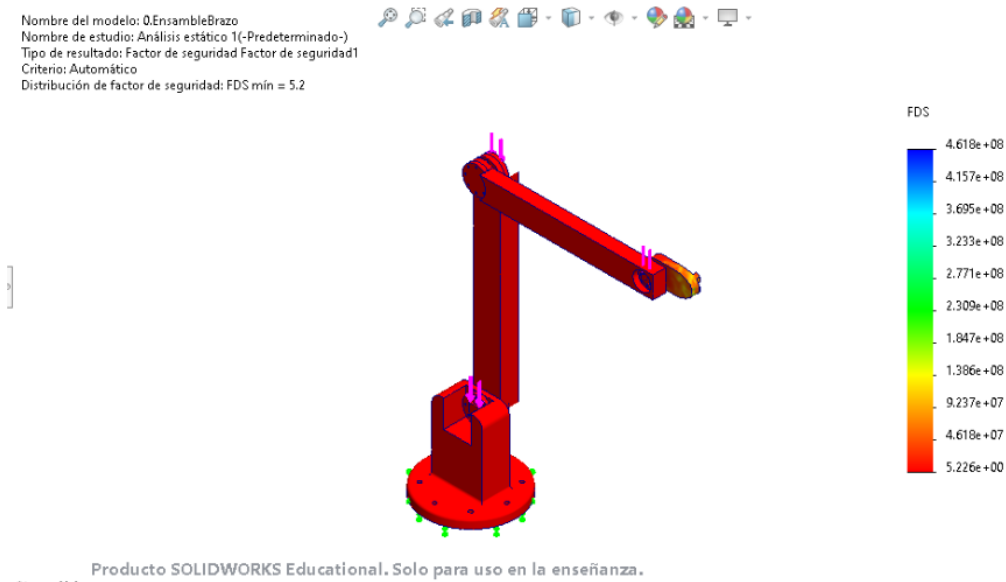 Nombre del modelo: 0.EnsambleBrazo
Nombre de estudio: Análisis estático 1(-Predeterminado-)
Tipo de resultado: Factor de seguridad Factor de seguridad1
Criterio: Automático
Distribución de factor de seguridad: FDS mín = 5.2
FDS
4.618e+08
4.157e+08
3.695e+08
3.233e+08
2.771e+08
2.309e+08
1.847e+08
1.386e+08
9.237e+07
4.618e+07
5.226e+00
Producto SOLIDWORKS Educational. Solo para uso en la enseñanza.